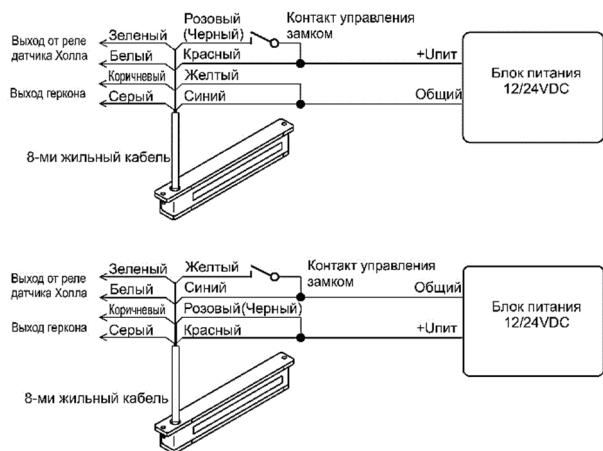 Розовый
Контакт управления
Зеленый
(Черный)
замком
Выход от реле
датчика Холла
Белый
Красный
+Uпит
Блок питания
12/24VDC
Коричневый
Желтый
Выход геркона
Серый
Синий
Общий
8-ми жильный кабель
Зеленый
Желтый
Контакт управления
замком
Выход от реле
датчика Холла
Белый
Синий
Общий
Блок питания
12/24VDC
Коричневый
Розовый(Черный)
Выход геркона
Серый
Красный
+Uпит
8-ми жильный кабель